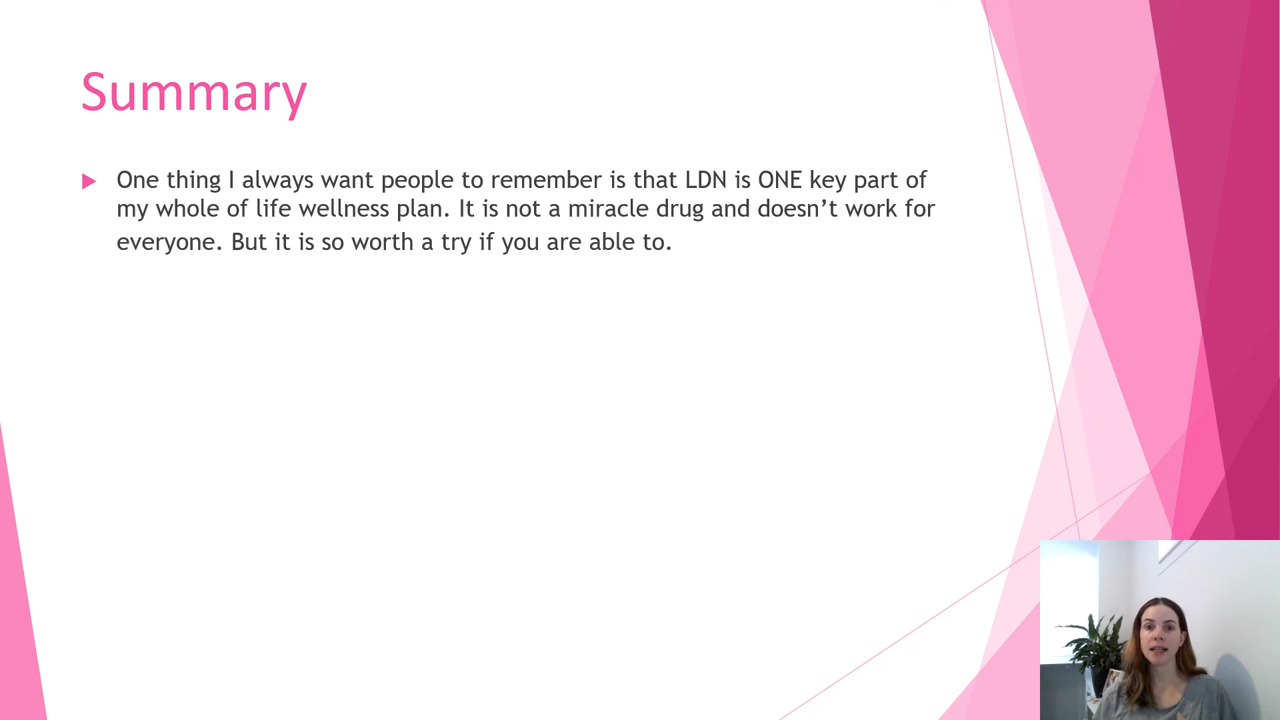 Summary
One thing I always want people to remember is that LDN is ONE key part of
my whole of life wellness plan. It is not a miracle drug and doesn’t work for
everyone. But it is so worth a try if you are able to.